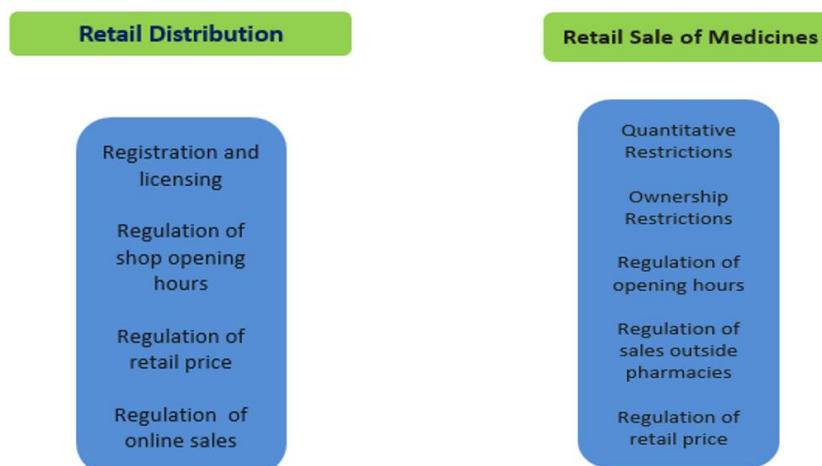 Retail Distribution
Registration and
licensing
Regulation of
shop opening
hours
Regulation of
retail price
Regulation of
online sales
Retail Sale of Medicines
Quantitative
Restrictions
Ownership
Restrictions
Regulation of
opening hours
Regulation of
sales outside
pharmacies
Regulation of
retail price